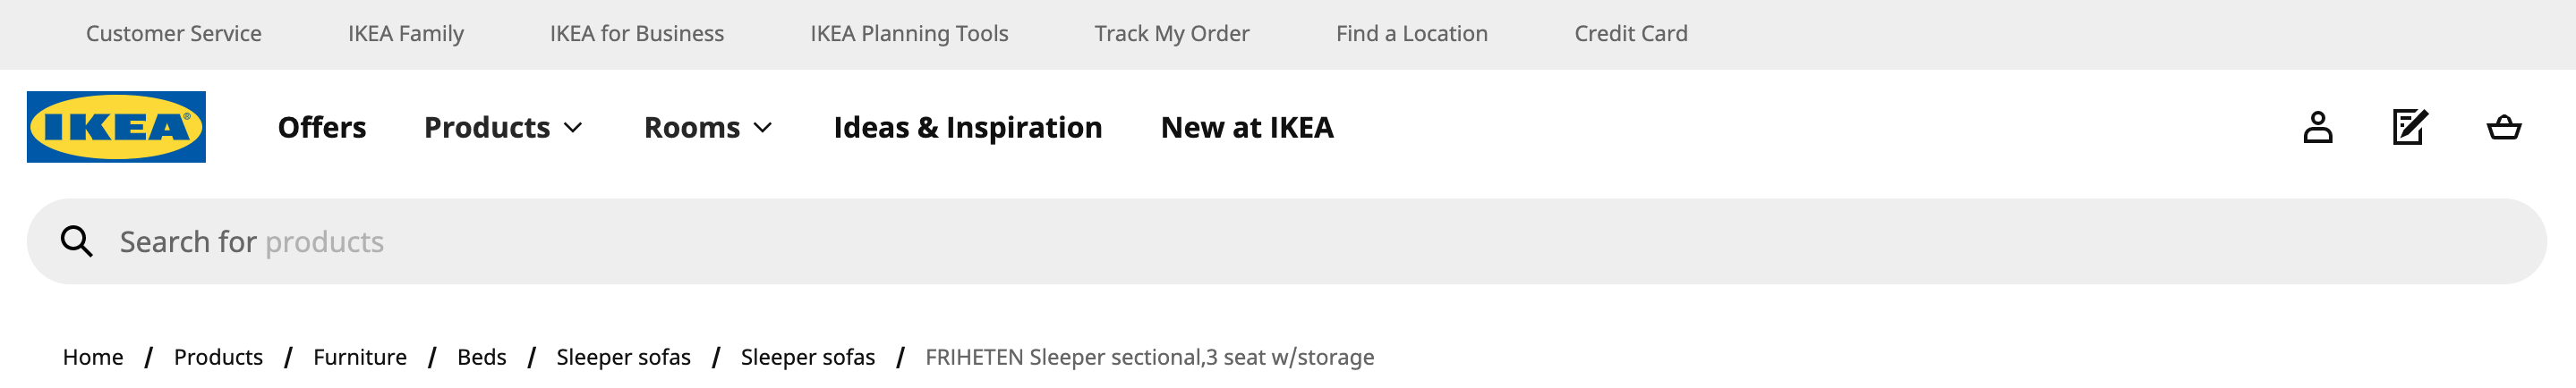 Customer Service IKEA Family IKEA for Business IKEA Planning Tools Track My Order Find a Location Credit Card
IKEA® Offers Products Rooms Ideas & Inspiration New at IKEA
Search for products
Home / Products / Furniture / Beds / Sleeper sofas / Sleeper sofas / FRIHETEN Sleeper sectional,3 seat w/storage